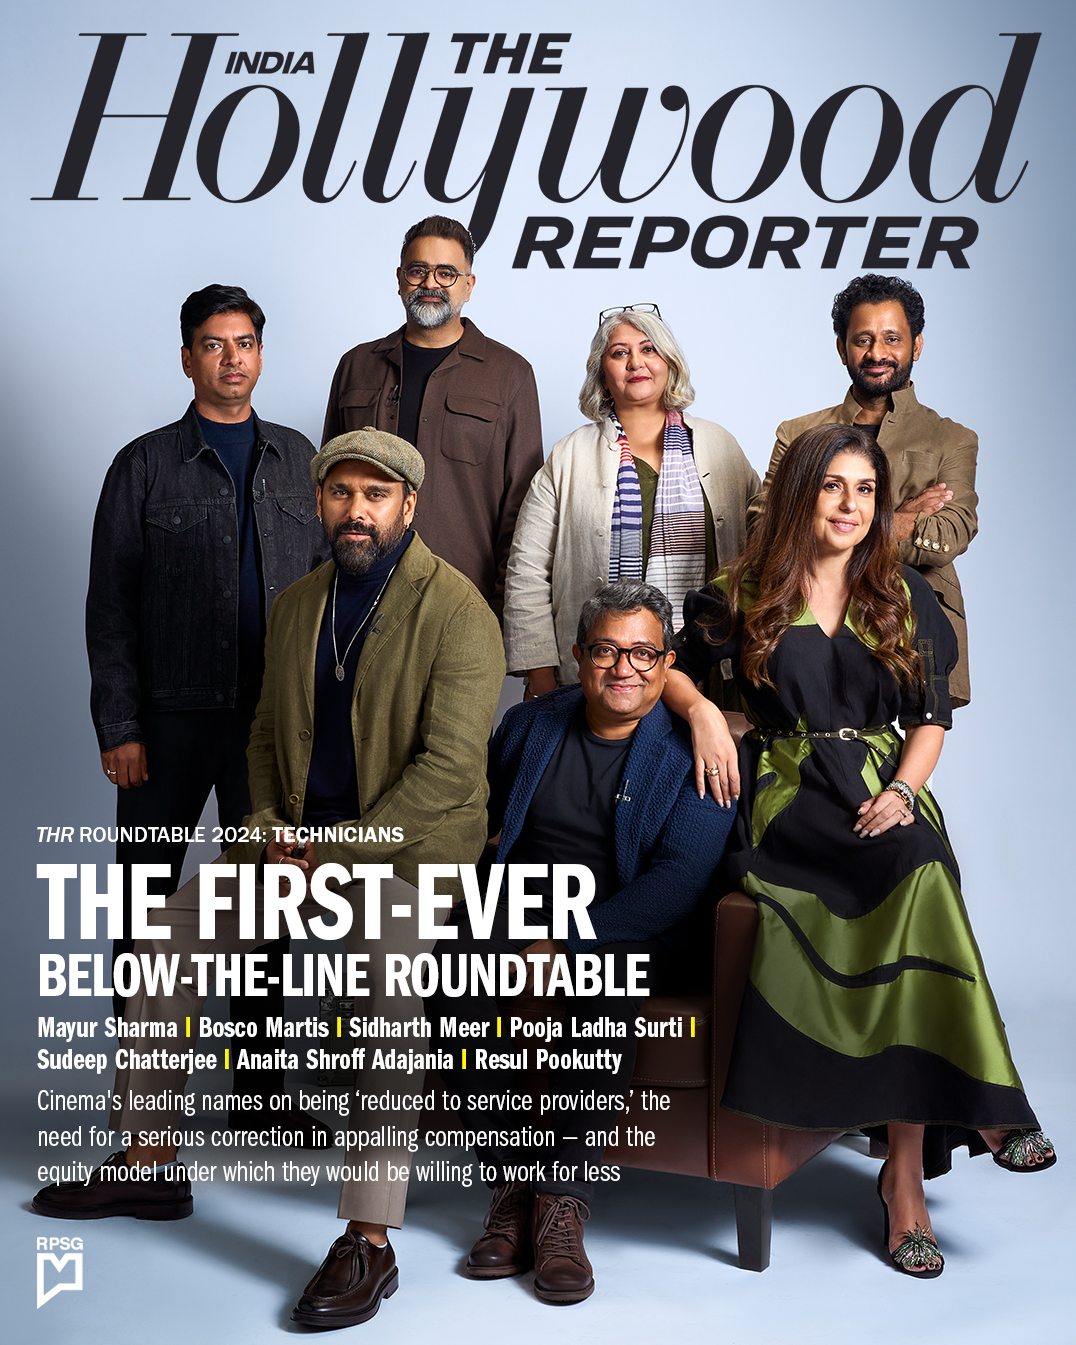 INDIA
THE
Hollywood
REPORTER
THR ROUNDTABLE 2024: TECHNICIANS
THE FIRST-EVER
BELOW-THE-LINE ROUNDTABLE
Mayur Sharma | Bosco Martis | Sidharth Meer | Pooja Ladha Surti |
Sudeep Chatterjee | Anaita Shroff Adajania | Resul Pookutty
Cinema's leading names on being ‘reduced to service providers,’ the
need for a serious correction in appalling compensation — and the
equity model under which they would be willing to work for less
RPSG